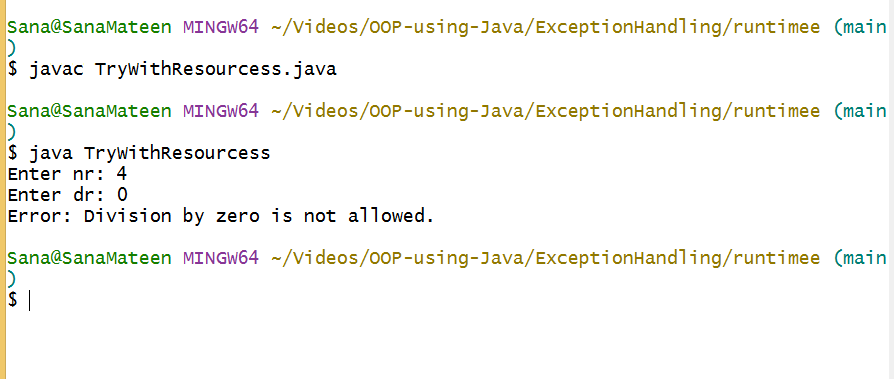 Sana@SanaMateen MINGW64 ~/Videos/OOP-using-Java/ExceptionHandling/runtimee (main
)
$ javac TryWithResourcess.java
Sana@SanaMateen MINGW64 ~/Videos/OOP-using-Java/ExceptionHandling/runtimee (main
)
$ java TryWithResourcess
Enter nr: 4
Enter dr: 0
Error: Division by zero is not allowed.
Sana@SanaMateen MINGW64 ~/Videos/OOP-using-Java/ExceptionHandling/runtimee (main
)
$